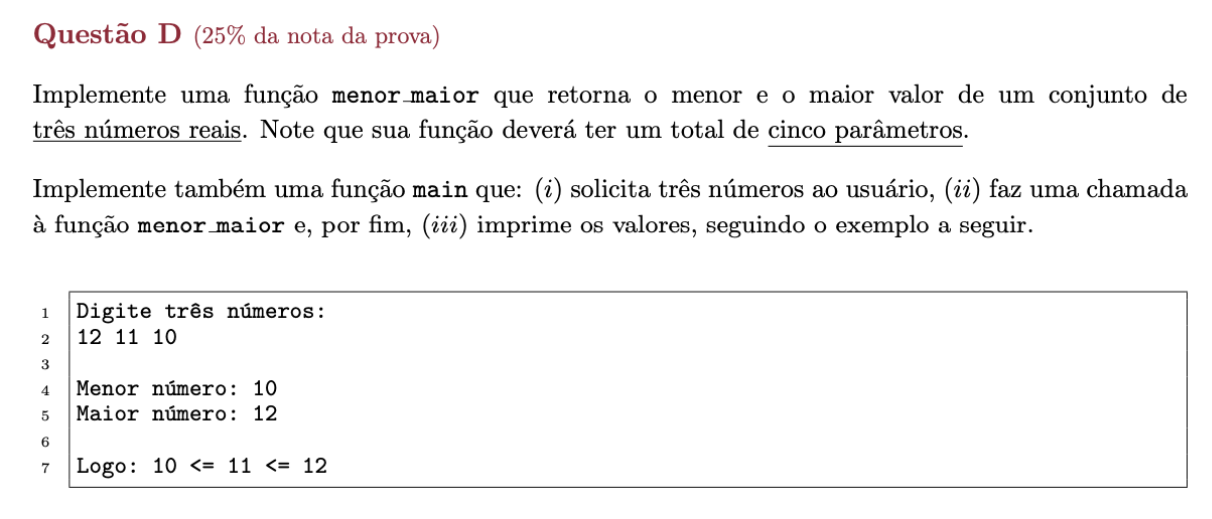 Questão D (25% da nota da prova)
Implemente uma função menor_maior que retorna o menor e o maior valor de um conjunto de
três números reais. Note que sua função deverá ter um total de cinco parâmetros.
Implemente também uma função main que: (i) solicita três números ao usuário, (ii) faz uma chamada
à função menor_maior e, por fim, (iii) imprime os valores, seguindo o exemplo a seguir.
1 Digite três números:
2 12 11 10
3
4 Menor número: 10
5 Maior número: 12
6
7 Logo: 10 <= 11 <= 12